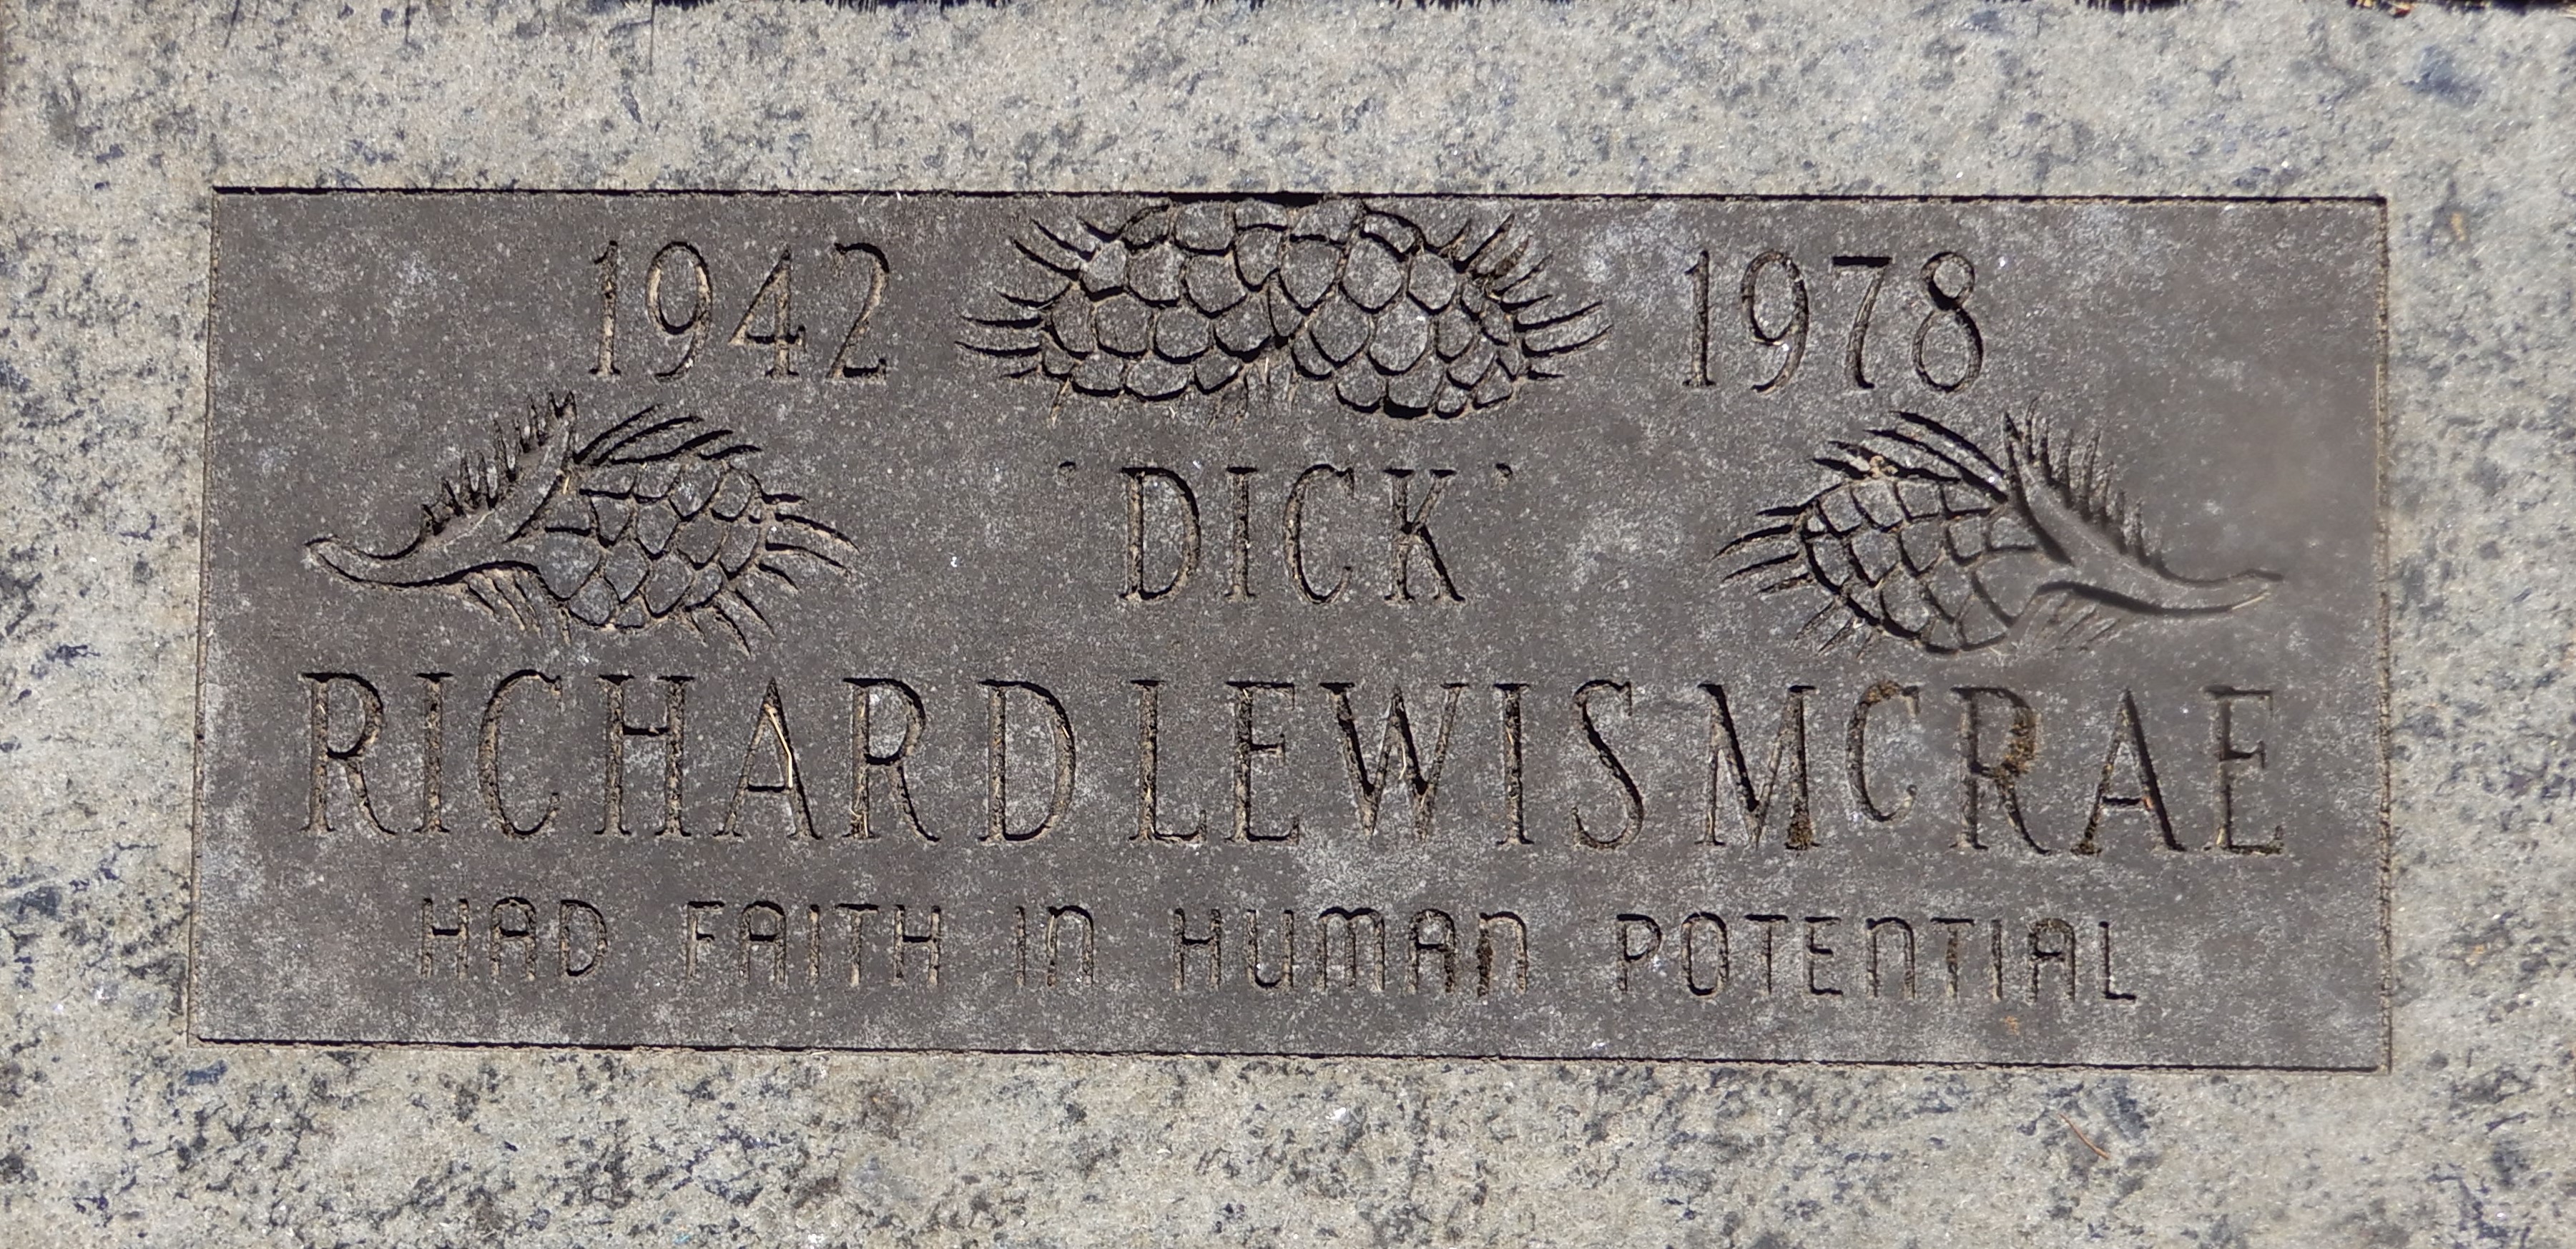 1942 1978
'DICK'
RICHARD LEWIS MCRAE
HAD FAITH IN HUMAN POTENTIAL